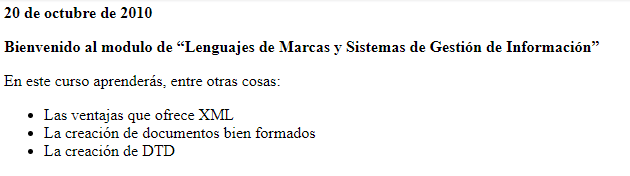 20 de octubre de 2010
Bienvenido al modulo de “Lenguajes de Marcas y Sistemas de Gestión de Información”
En este curso aprenderás, entre otras cosas:
• Las ventajas que ofrece XML
• La creación de documentos bien formados
• La creación de DTD